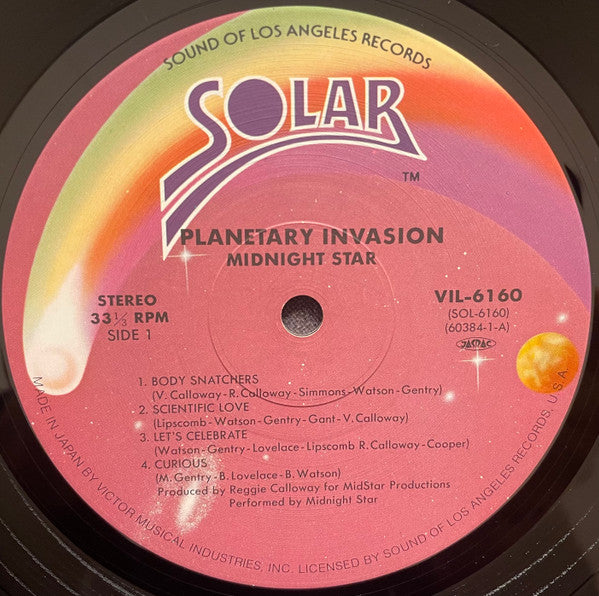 SOUND OF LOS ANGELES RECORDS
SOLAR
TM
PLANETARY INVASION
MIDNIGHT STAR
STEREO
33⅓ RPM
SIDE 1
VIL-6160
(SOL-6160)
(60384-1-A)
JASRAC
1. BODY SNATCHERS
(V. Calloway-R. Calloway-Simmons-Watson-Gentry)
2. SCIENTIFIC LOVE
(Lipscomb-Watson-Gentry-Gant-V. Calloway)
3. LET'S CELEBRATE
(Watson-Gentry-Lovelace-Lipscomb R. Calloway-Cooper)
4. CURIOUS
(M. Gentry-B. Lovelace-B. Watson)
Produced by Reggie Calloway for MidStar Productions
Performed by Midnight Star
MADE IN JAPAN BY VICTOR MUSICAL INDUSTRIES, INC. LICENSED BY SOUND OF LOS ANGELES RECORDS, U.S.A